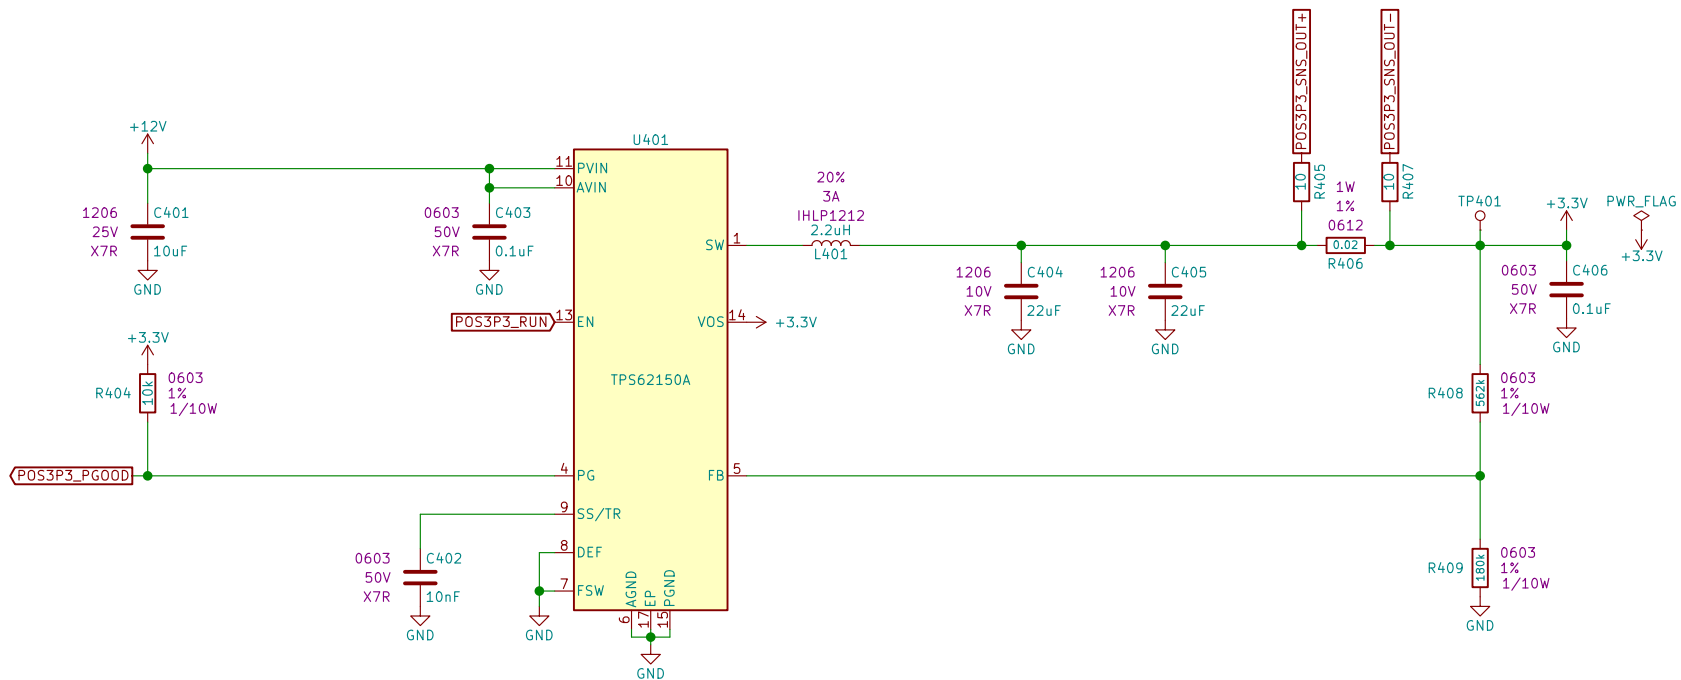 POS3P3_SNS_OUT+
POS3P3_SNS_OUT-
+12V
U401
11
PVIN
10
AVIN
1206
25V
X7R
C401
10uF
GND
0603
50V
X7R
C403
0.1uF
GND
SW
1
20%
3A
IHLP1212
2.2uH
L401
10
R405
1W
1%
0612
0.02
R406
10
R407
TP401
+3.3V
PWR_FLAG
+3.3V
1206
10V
X7R
C404
22uF
GND
1206
10V
X7R
C405
22uF
GND
0603
50V
X7R
C406
0.1uF
GND
POS3P3_RUN
13
EN
VOS
14
+3.3V
+3.3V
R404
10k
0603
1%
1/10W
TPS62150A
R408
562k
0603
1%
1/10W
POS3P3_PGOOD
4
PG
FB
5
9
SS/TR
0603
50V
X7R
C402
10nF
GND
8
DEF
7
FSW
GND
AGND
EP
PGND
6
17
15
GND
R409
180k
0603
1%
1/10W
GND